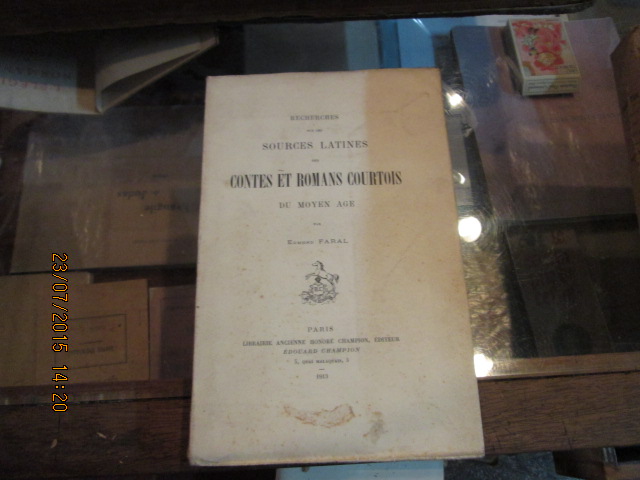 RECHERCHES
SUR LES
SOURCES LATINES
DES
CONTES ET ROMANS COURTOIS
DU MOYEN AGE
PAR
EDMOND FARAL
PARIS
LIBRAIRIE ANCIENNE HONORÉ CHAMPION, ÉDITEUR
EDOUARD CHAMPION
5, QUAI MALAQUAIS, 5
1913
23/07/2015 14:20